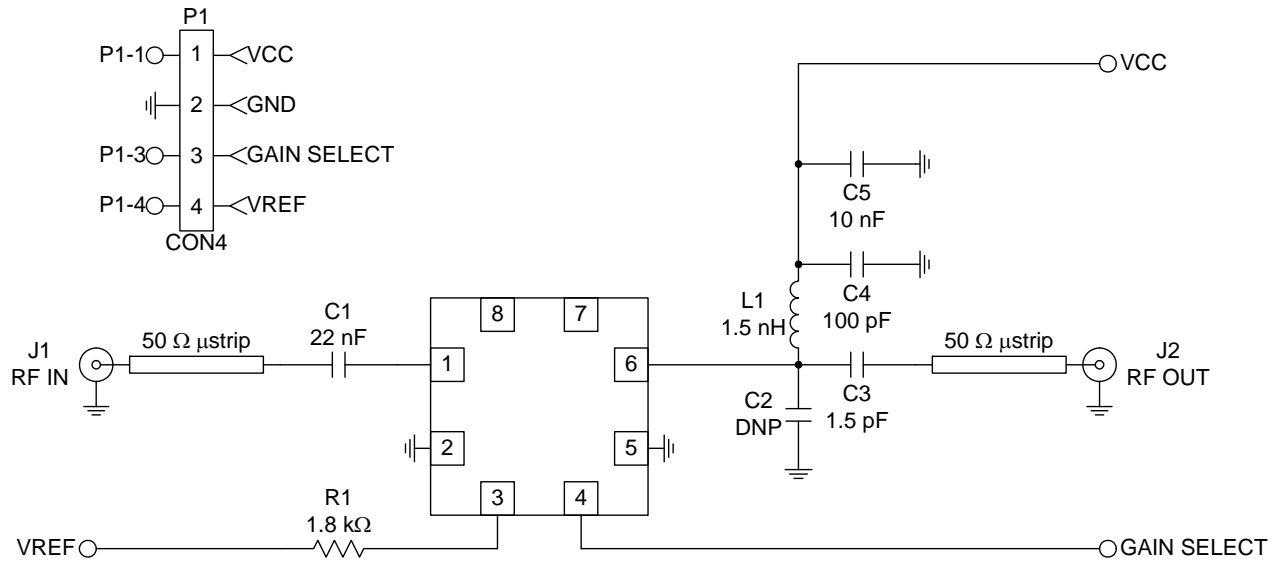 P1
P1-1 1 VCC
2 GND
P1-3 3 GAIN SELECT
P1-4 4 VREF
CON4
VCC
C5
10 nF
C4
100 pF
L1
1.5 nH
C1
22 nF
8 7
J1
RF IN
50 Ω µstrip
1 6
50 Ω µstrip
J2
RF OUT
C3
1.5 pF
C2
DNP
2 5
3 4
R1
1.8 kΩ
VREF
GAIN SELECT